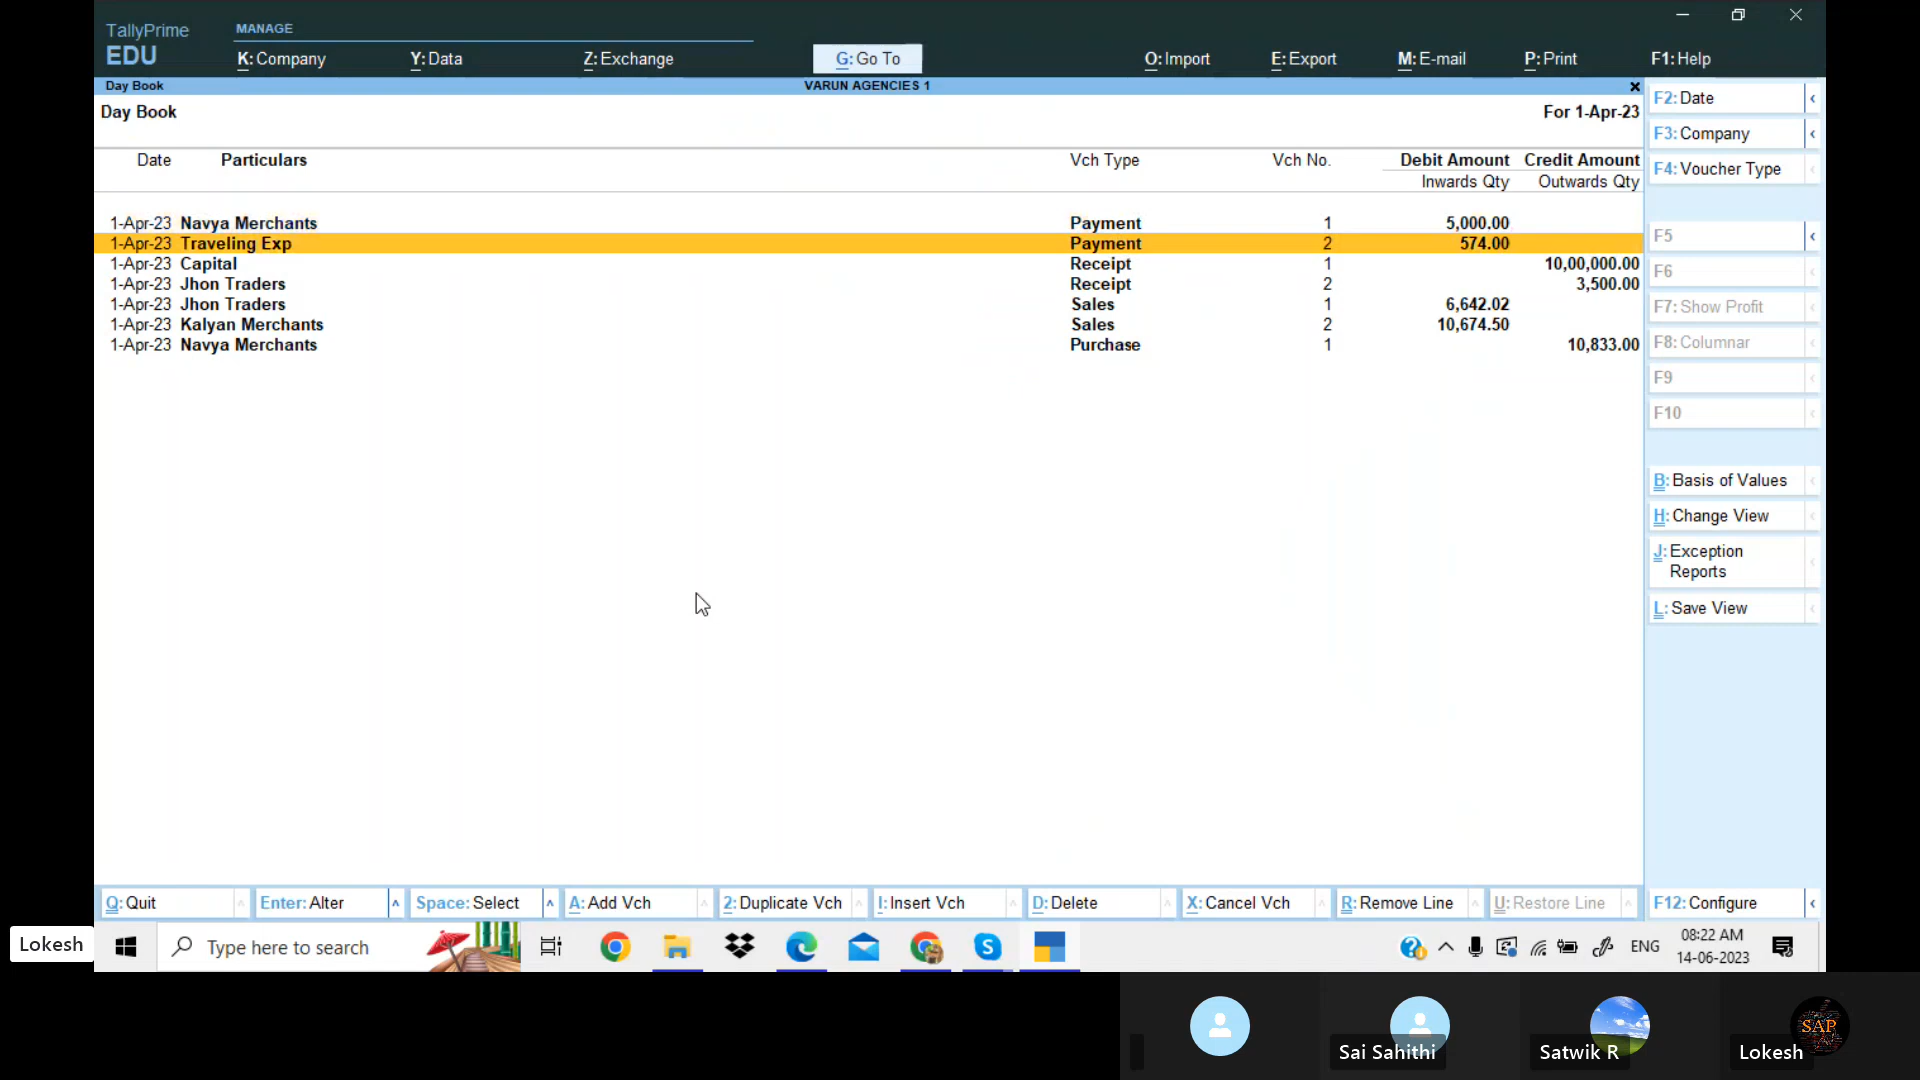 TallyPrime
EDU
MANAGE
K: Company
Y: Data
Z: Exchange
G: Go To
O: Import
E: Export
M: E-mail
P: Print
F1: Help
Day Book
VARUN AGENCIES 1
Day Book
For 1-Apr-23
Date Particulars Vch Type Vch No. Debit Amount Credit Amount
Inwards Qty Outwards Qty
1-Apr-23 Navya Merchants Payment 1 5,000.00
1-Apr-23 Traveling Exp Payment 2 574.00
1-Apr-23 Capital Receipt 1 10,00,000.00
1-Apr-23 Jhon Traders Receipt 2 3,500.00
1-Apr-23 Jhon Traders Sales 1 6,642.02
1-Apr-23 Kalyan Merchants Sales 2 10,674.50
1-Apr-23 Navya Merchants Purchase 1 10,833.00
F2: Date
F3: Company
F4: Voucher Type
F5
F6
F7: Show Profit
F8: Columnar
F9
F10
B: Basis of Values
H: Change View
J: Exception
Reports
L: Save View
Q: Quit
Enter: Alter
Space: Select
A: Add Vch
2: Duplicate Vch
I: Insert Vch
D: Delete
X: Cancel Vch
R: Remove Line
U: Restore Line
F12: Configure
Lokesh
Type here to search
ENG
08:22 AM
14-06-2023
Sai Sahithi
Satwik R
SAP
Lokesh